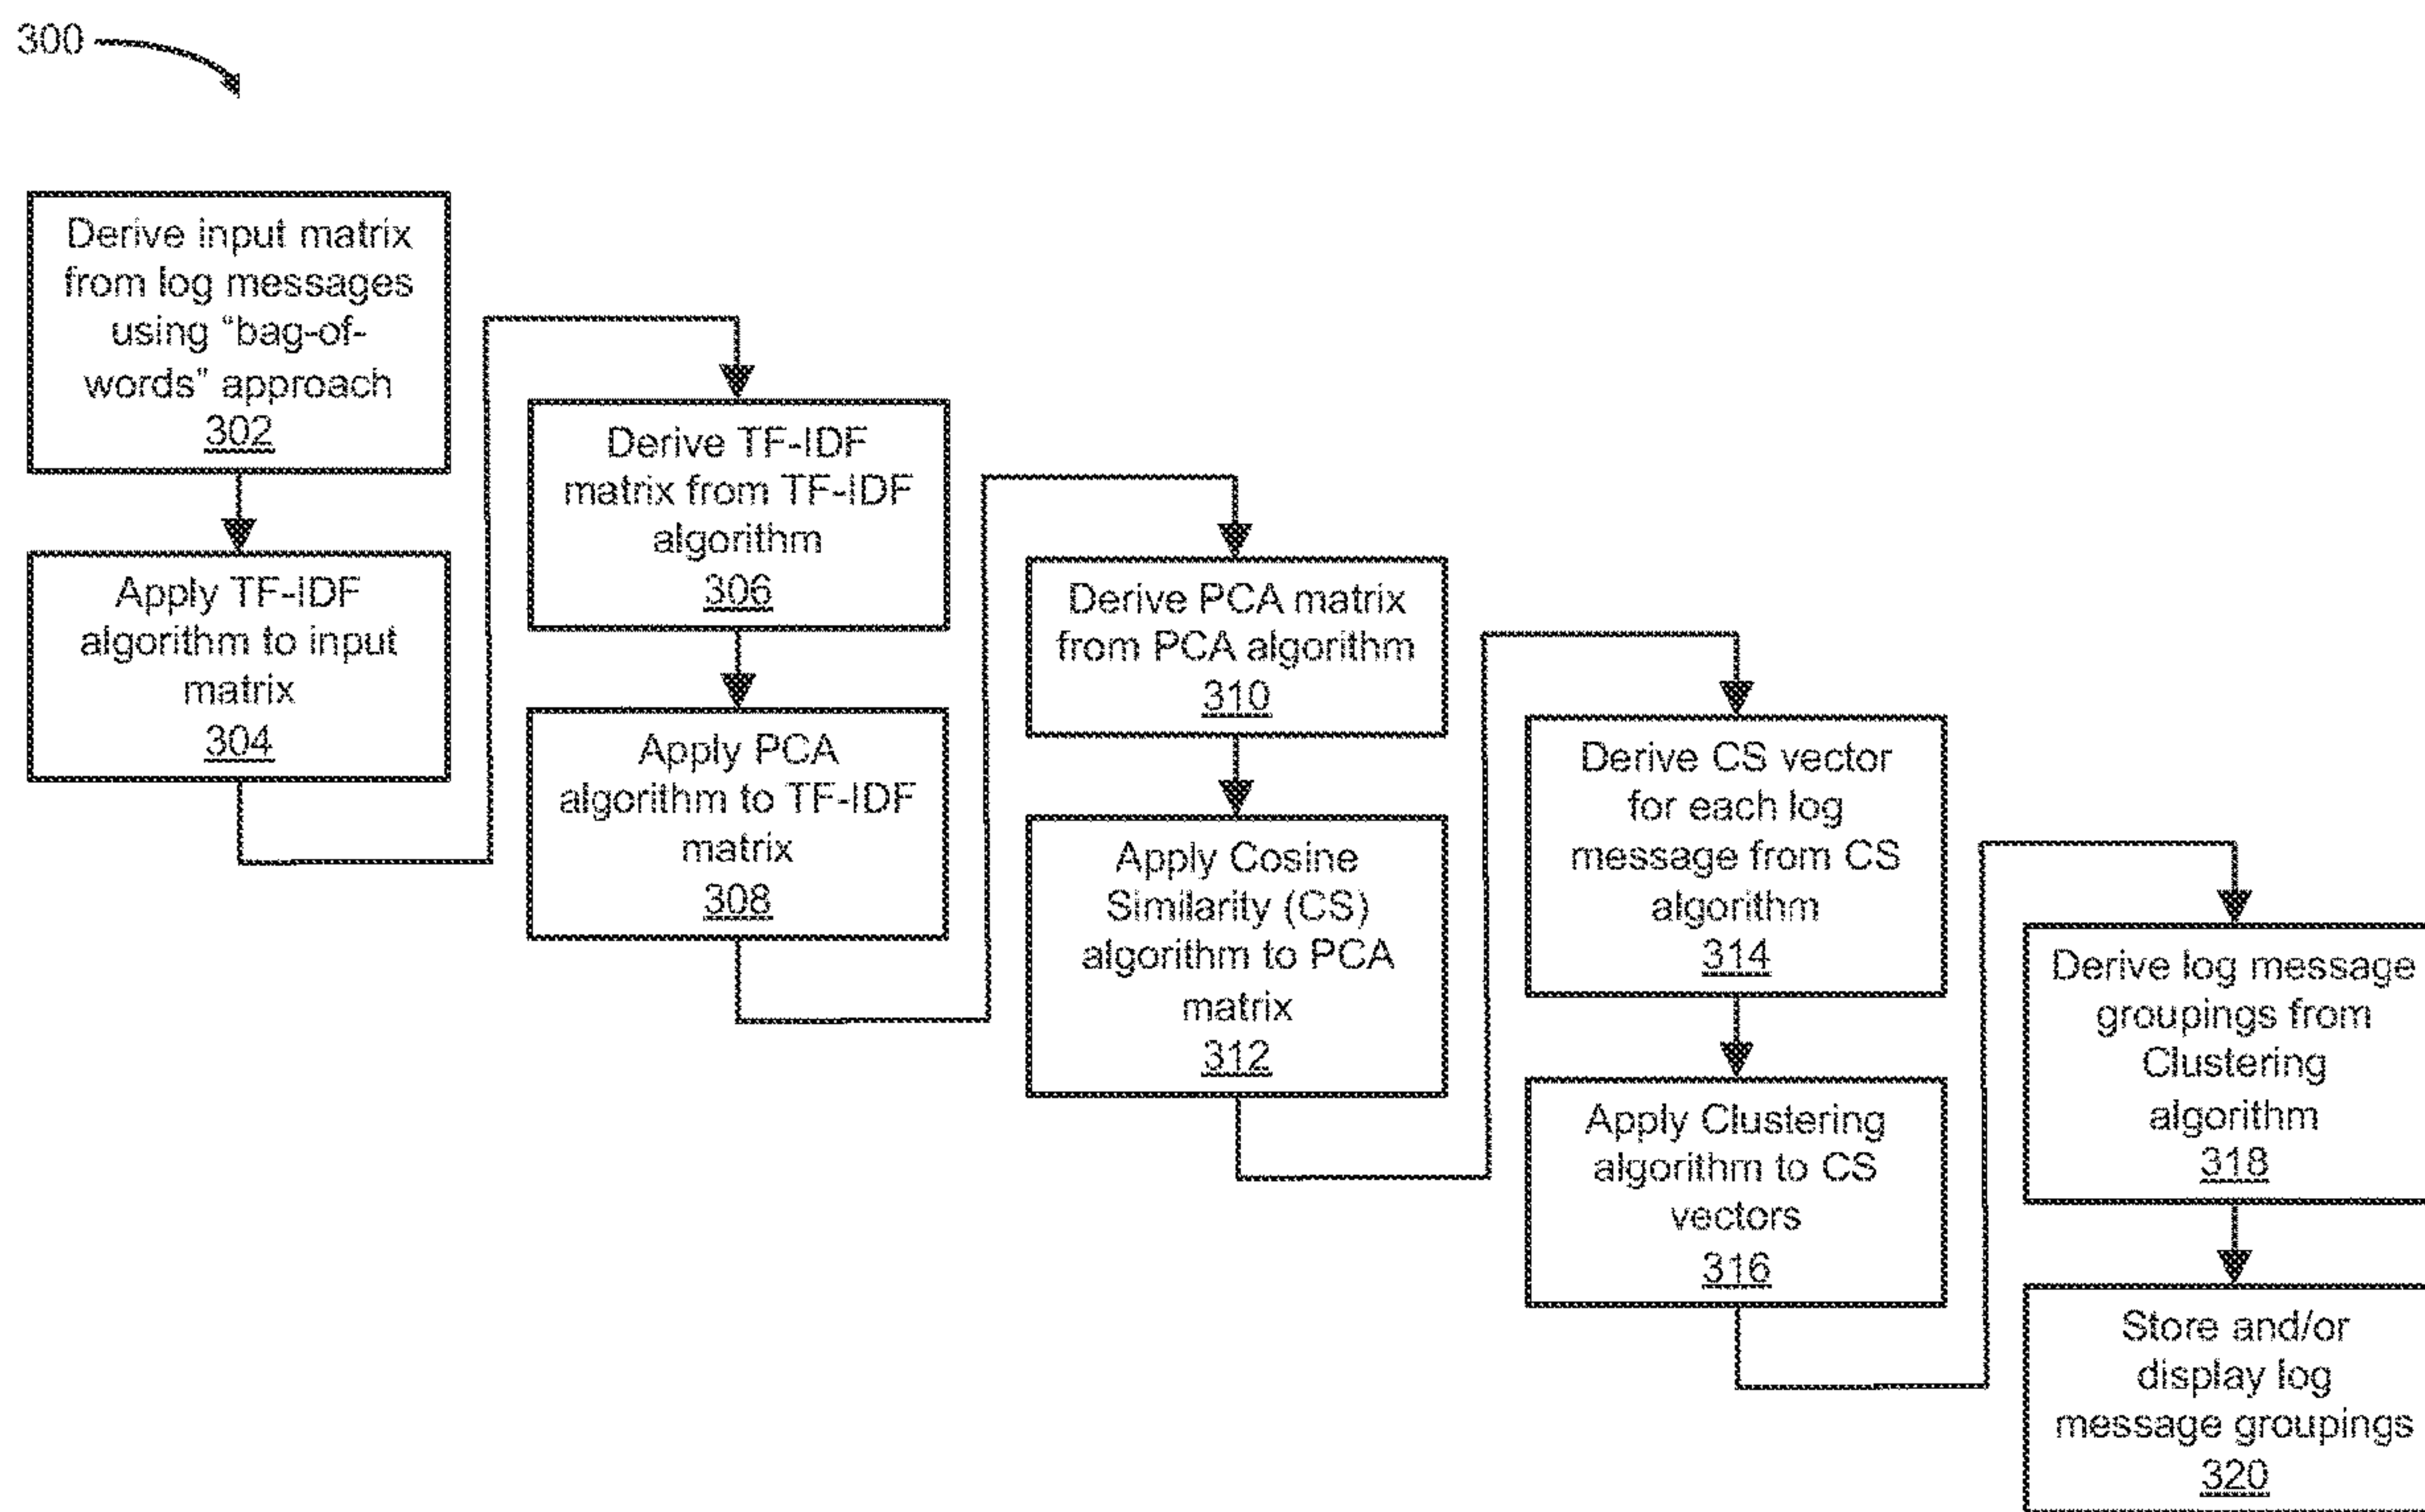 300
Derive input matrix
from log messages
using “bag-of-
words” approach
302
Apply TF-IDF
algorithm to input
matrix
304
Derive TF-IDF
matrix from TF-IDF
algorithm
306
Apply PCA
algorithm to TF-IDF
matrix
308
Derive PCA matrix
from PCA algorithm
310
Apply Cosine
Similarity (CS)
algorithm to PCA
matrix
312
Derive CS vector
for each log
message from CS
algorithm
314
Apply Clustering
algorithm to CS
vectors
316
Derive log message
groupings from
Clustering
algorithm
318
Store and/or
display log
message groupings
320